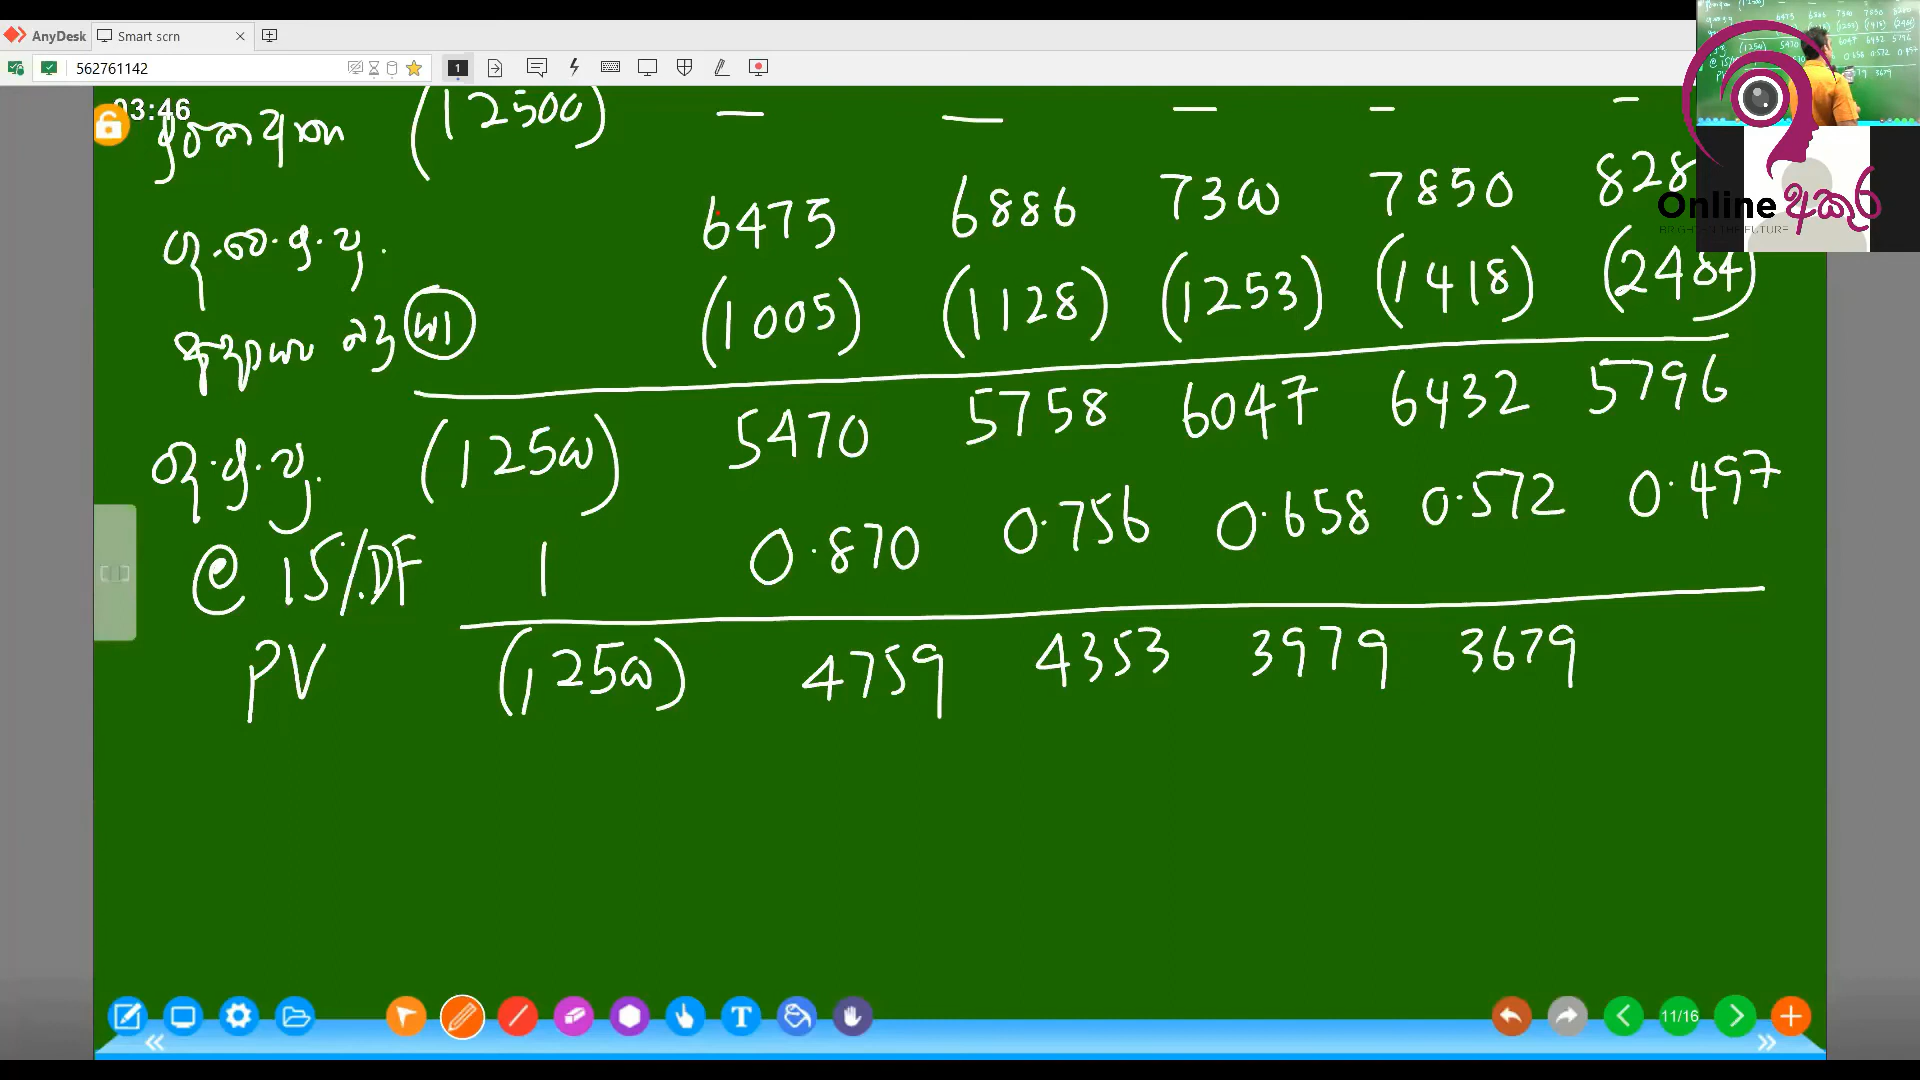 AnyDesk Smart scrn
562761142
03:46
(12500) — — — - -
6475 6886 7300 7850 828
Online අකුර
(1005) (1128) (1253) (1418) (2484)
(12500) 5470 5758 6047 6432 5796
@ 15%DF 1 0.870 0.756 0.658 0.572 0.497
PV (12500) 4759 4353 3979 3679
11/16